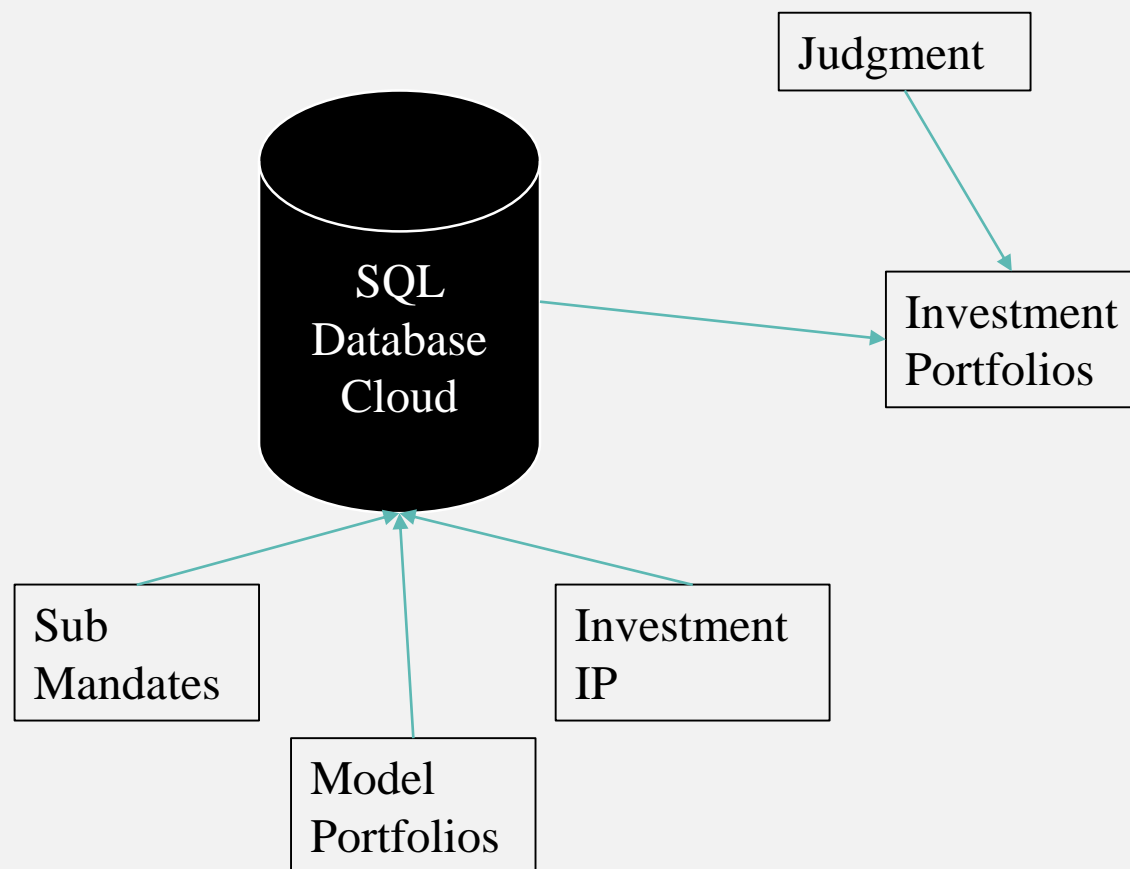 Judgment
SQL
Database
Cloud
Investment
Portfolios
Sub
Mandates
Investment
IP
Model
Portfolios